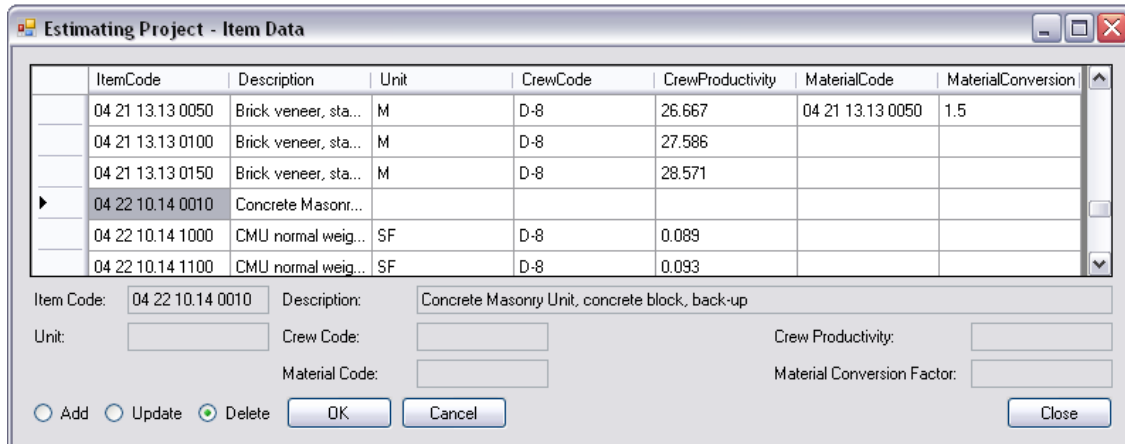 Estimating Project - Item Data
ItemCode Description Unit CrewCode CrewProductivity MaterialCode MaterialConversion
04 21 13.13 0050 Brick veneer, sta... M D-8 26.667 04 21 13.13 0050 1.5
04 21 13.13 0100 Brick veneer, sta... M D-8 27.586
04 21 13.13 0150 Brick veneer, sta... M D-8 28.571
04 22 10.14 0010 Concrete Masonr...
04 22 10.14 1000 CMU normal weig... SF D-8 0.089
04 22 10.14 1100 CMU normal weig... SF D-8 0.093
Item Code: 04 22 10.14 0010 Description: Concrete Masonry Unit, concrete block, back-up
Unit: Crew Code: Crew Productivity:
Material Code: Material Conversion Factor:
Add Update Delete OK Cancel Close